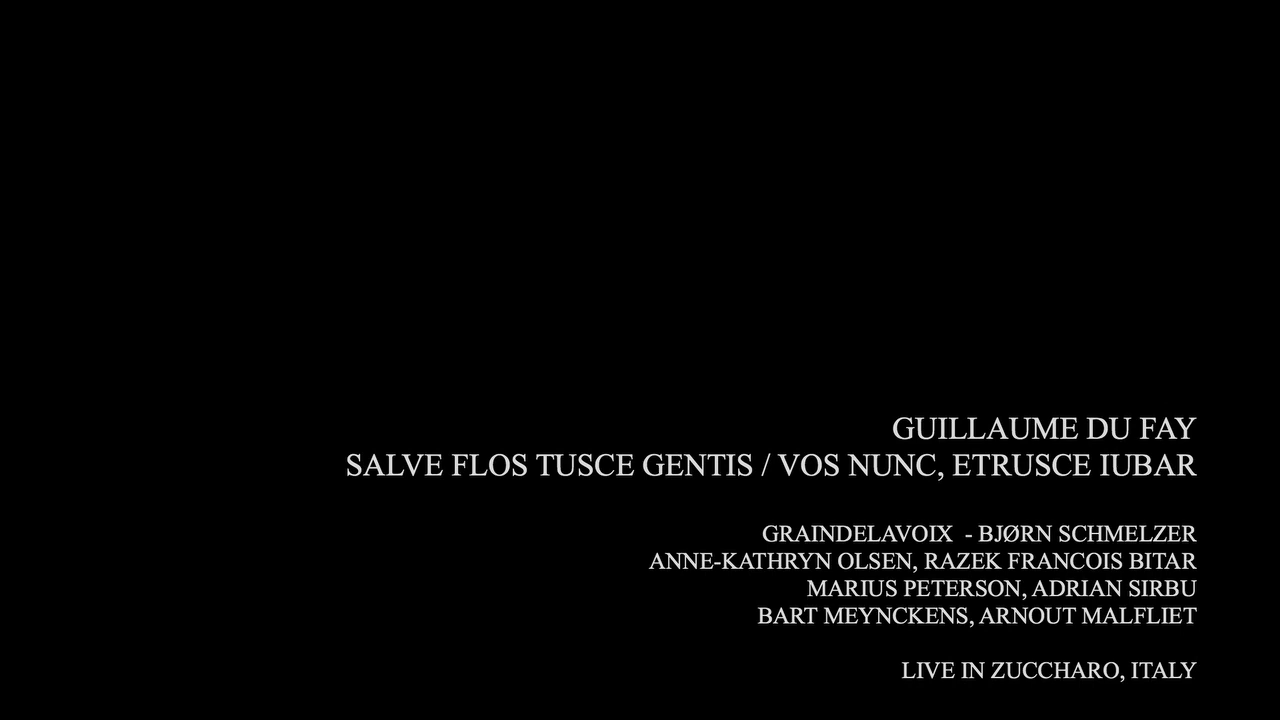 GUILLAUME DU FAY
SALVE FLOS TUSCE GENTIS / VOS NUNC, ETRUSCE IUBAR
GRAINDELAVOIX - BJØRN SCHMELZER
ANNE-KATHRYN OLSEN, RAZEK FRANCOIS BITAR
MARIUS PETERSON, ADRIAN SIRBU
BART MEYNCKENS, ARNOUT MALFLIET
LIVE IN ZUCCHARO, ITALY